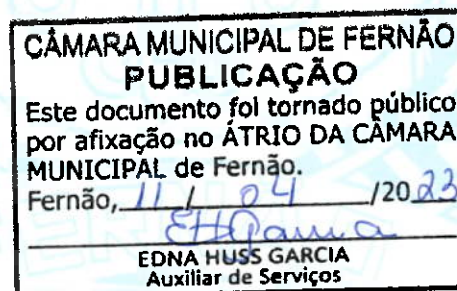 CÂMARA MUNICIPAL DE FERNÃO
PUBLICAÇÃO
Este documento foi tornado público
por afixação no ÁTRIO DA CÂMARA
MUNICIPAL de Fernão.
Fernão, 11 / 04 /2023
EDNA HUSS GARCIA
Auxiliar de Serviços